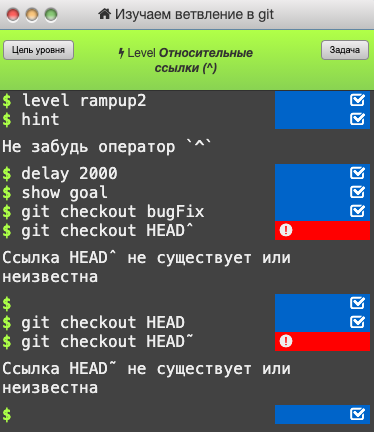 Изучаем ветвление в git
Цель уровня
Level Относительные
ссылки (^)
Задача
$ level rampup2
$ hint
Не забудь оператор `^`
$ delay 2000
$ show goal
$ git checkout bugFix
$ git checkout HEADˆ
Ссылка HEADˆ не существует или
неизвестна
$
$ git checkout HEAD
$ git checkout HEAD˜
Ссылка HEAD˜ не существует или
неизвестна
$